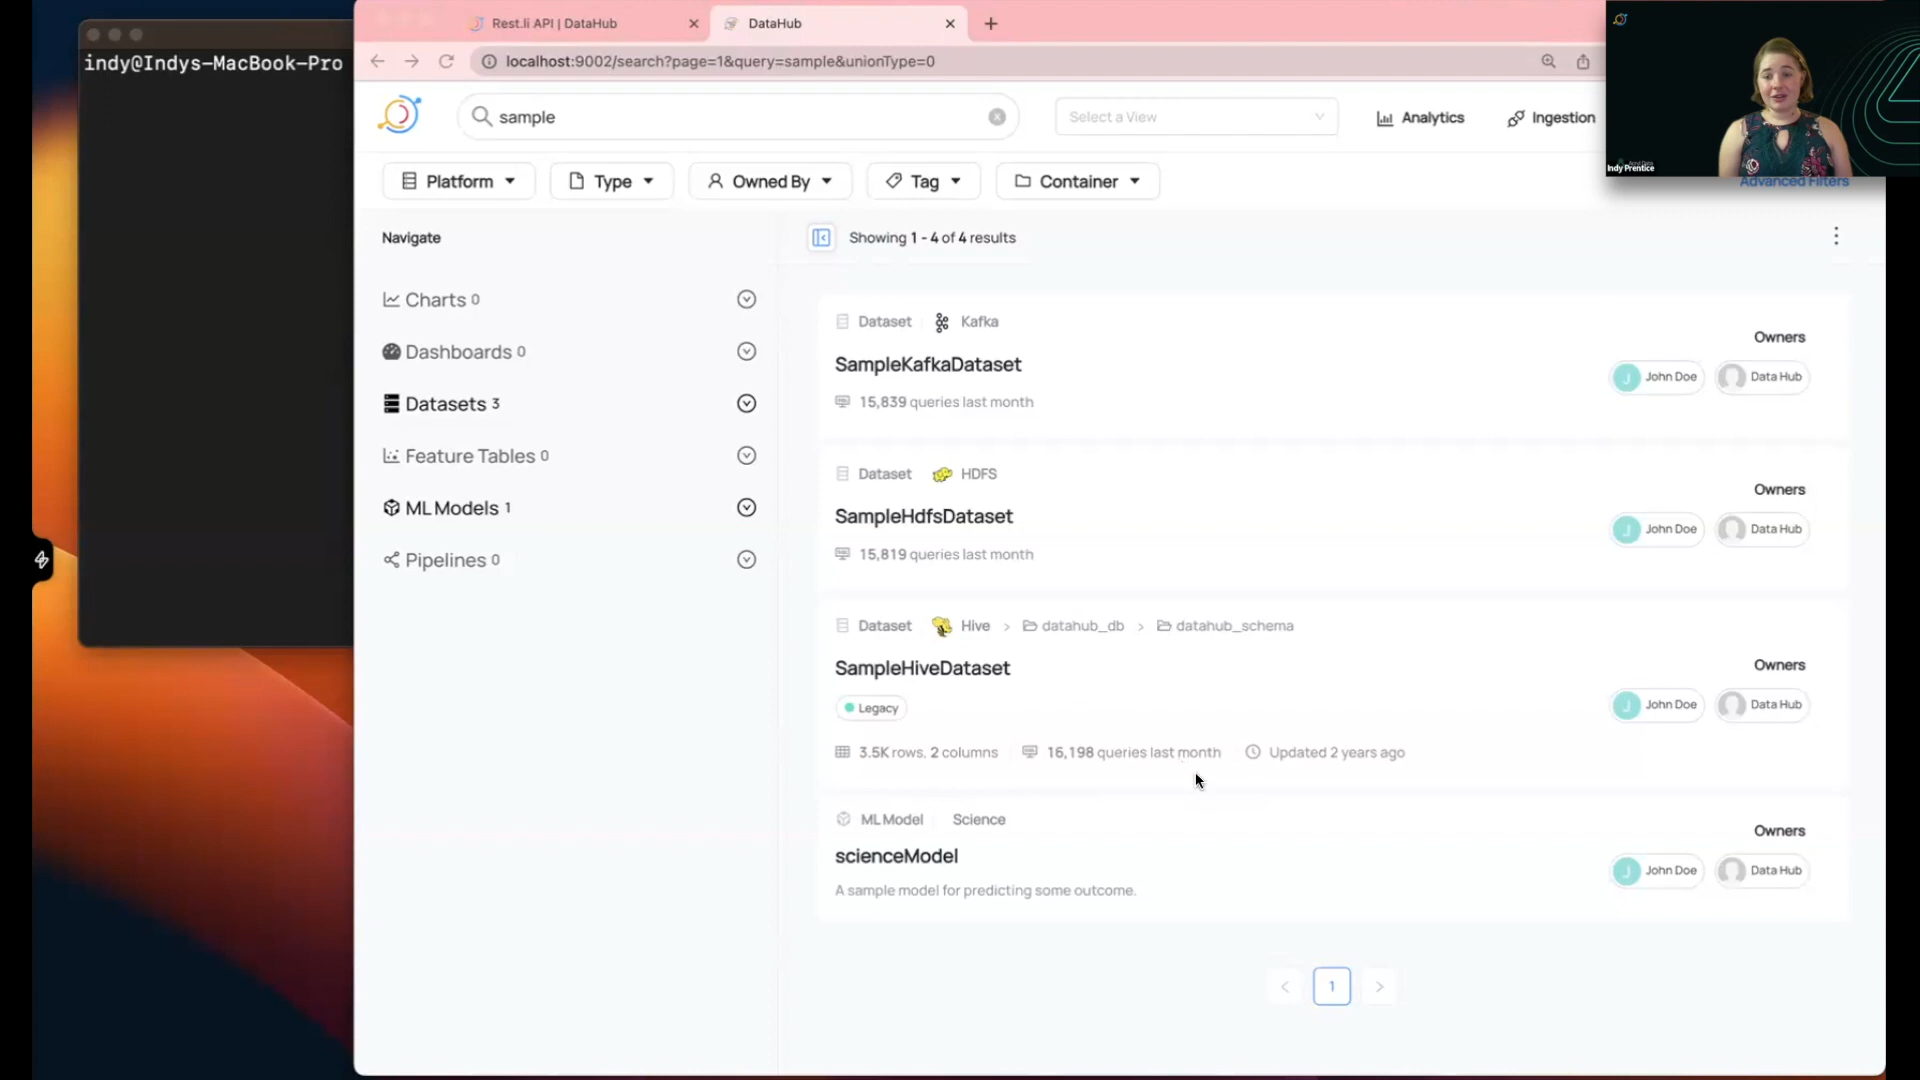 Rest.li API | DataHub
DataHub
indy@Indys-MacBook-Pro
localhost:9002/search?page=1&query=sample&unionType=0
sample
Select a View
Analytics
Ingestion
Indy Prentice
Platform
Type
Owned By
Tag
Container
Advanced Filters
Navigate
Showing 1 - 4 of 4 results
Charts 0
Dashboards 0
Datasets 3
Feature Tables 0
ML Models 1
Pipelines 0
Dataset Kafka
Owners
SampleKafkaDataset
John Doe Data Hub
15,839 queries last month
Dataset HDFS
Owners
SampleHdfsDataset
John Doe Data Hub
15,819 queries last month
Dataset Hive > datahub_db > datahub_schema
Owners
SampleHiveDataset
John Doe Data Hub
Legacy
3.5K rows, 2 columns 16,198 queries last month Updated 2 years ago
ML Model Science
Owners
scienceModel
John Doe Data Hub
A sample model for predicting some outcome.
< 1 >